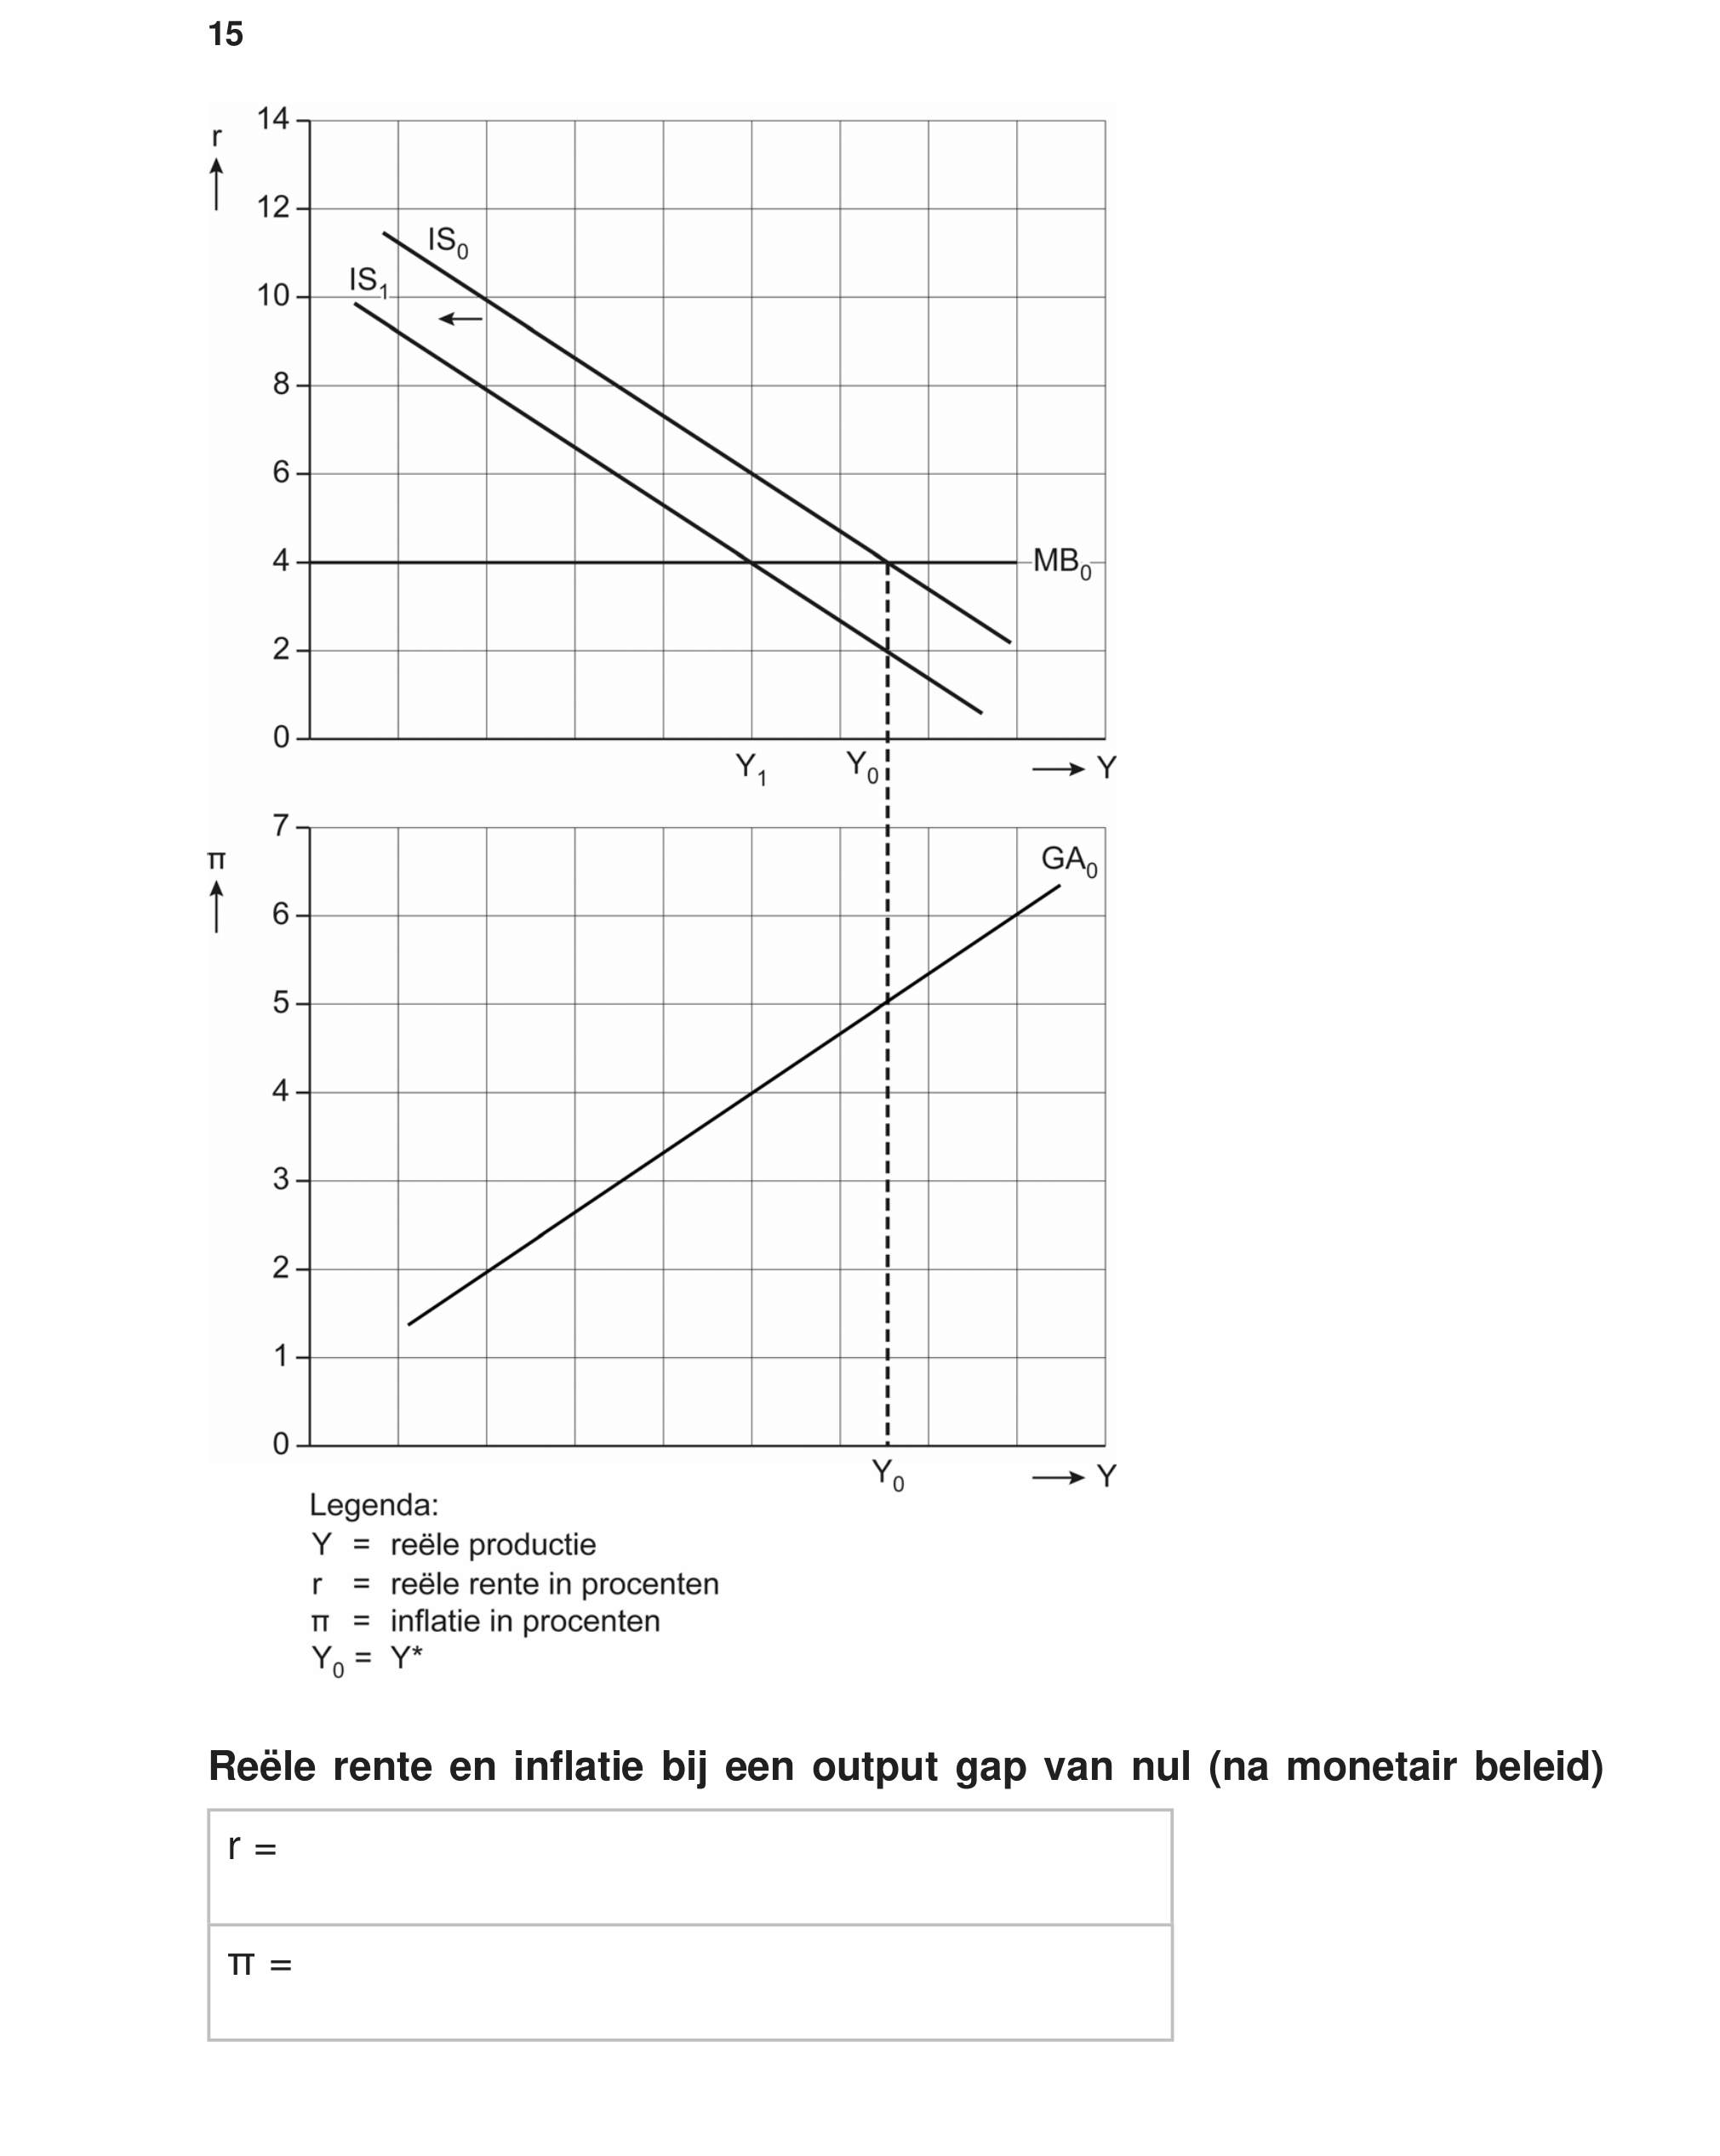 15
r
14
12
10
8
6
4
2
0
IS0
IS1
MB0
Y1
Y0
Y
π
7
6
5
4
3
2
1
0
GA0
Y0
Y
Legenda:
Y = reële productie
r = reële rente in procenten
π = inflatie in procenten
Y0 = Y*
Reële rente en inflatie bij een output gap van nul (na monetair beleid)
r =
π =